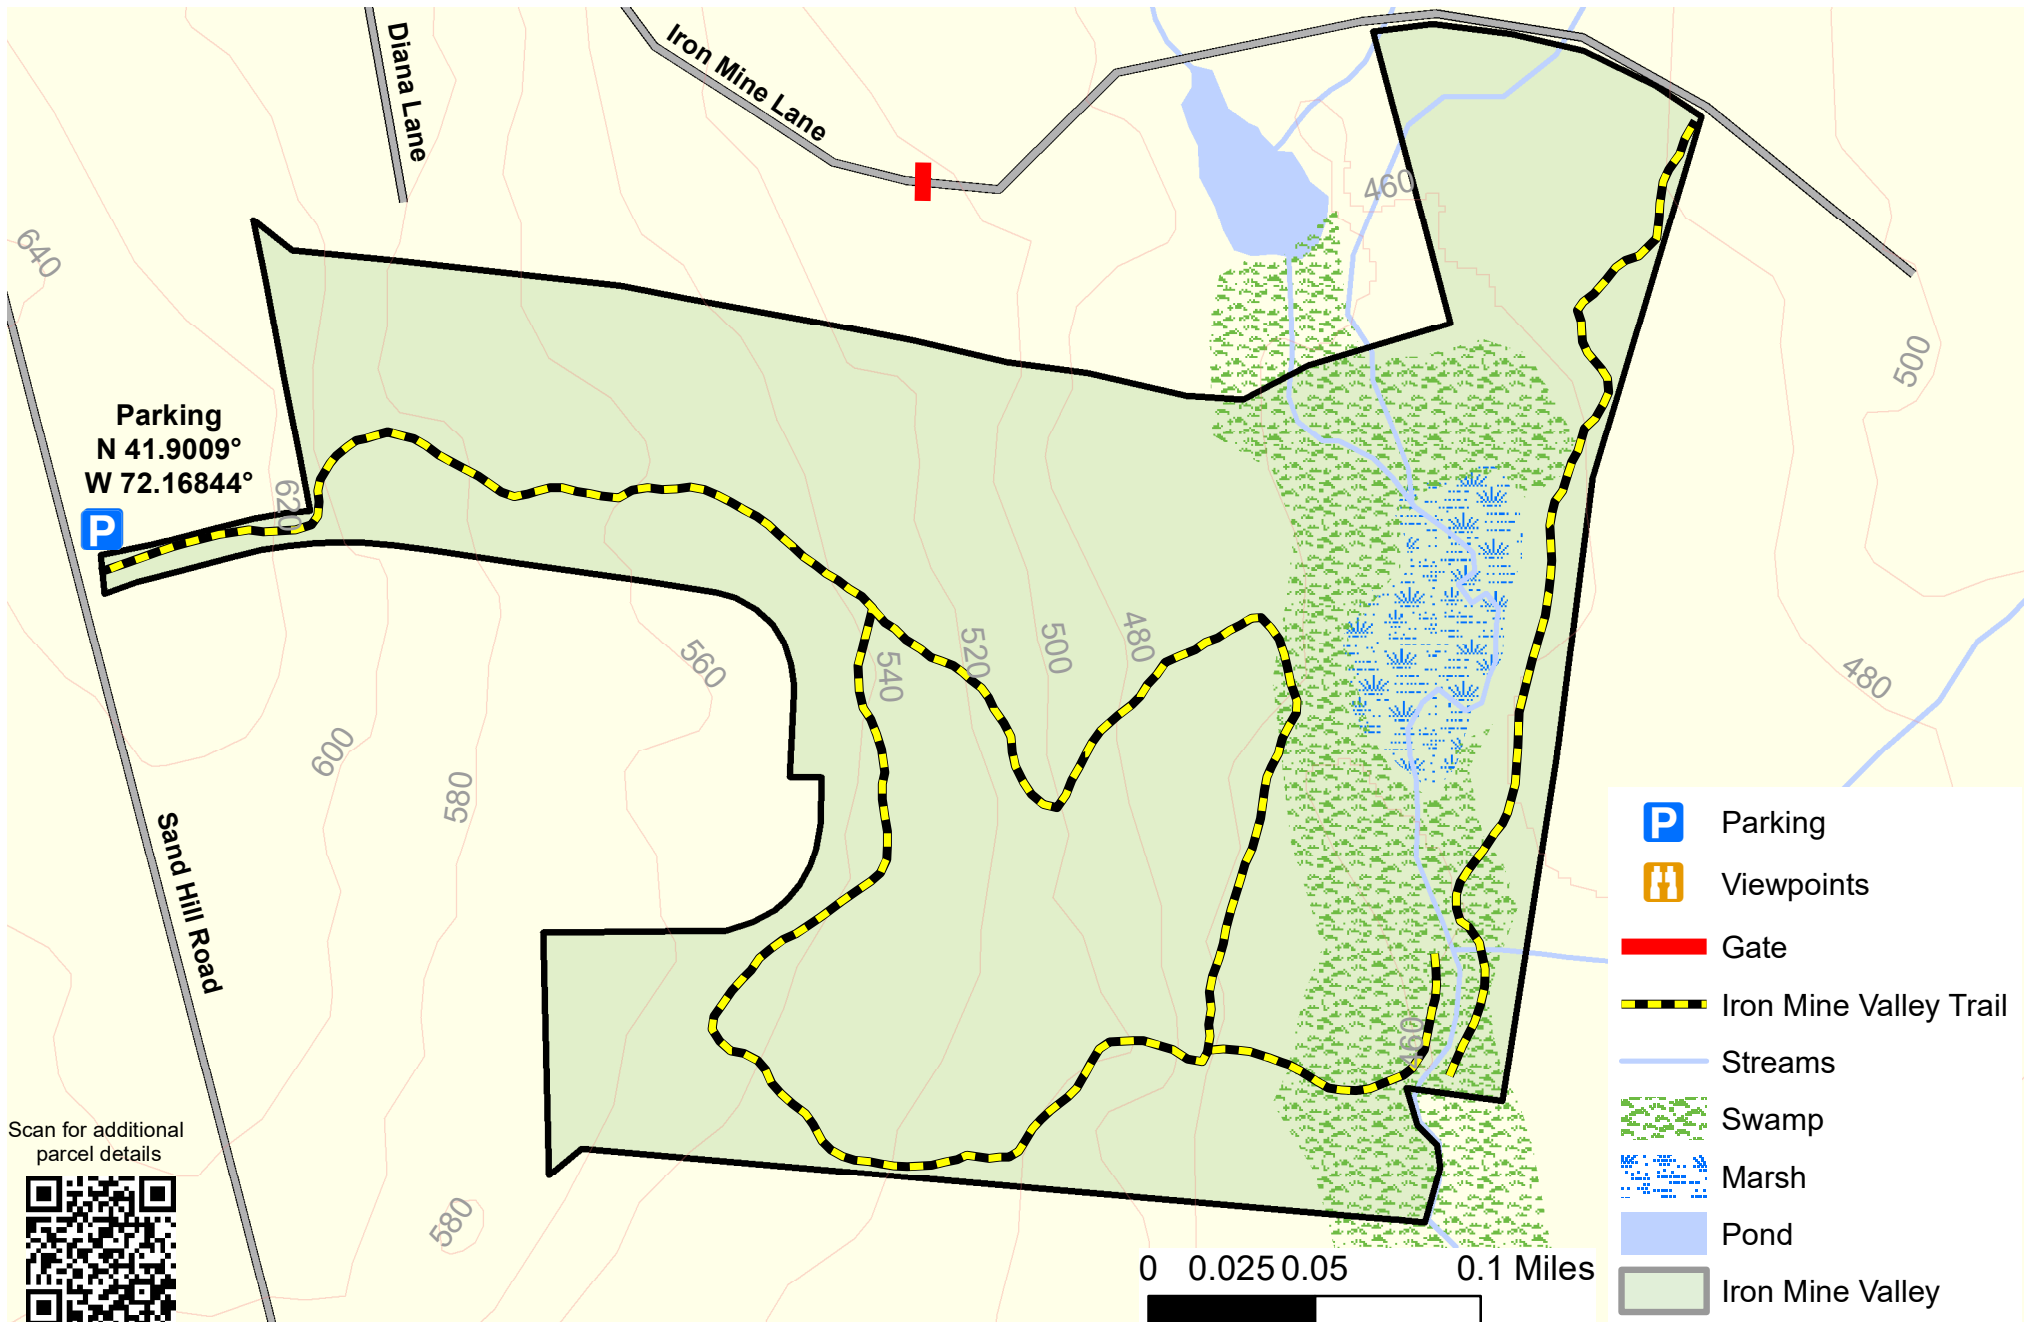 Diana Lane
Iron Mine Lane
460
640
500
Parking
N 41.9009°
W 72.16844°
P
620
560
540
520
500
480
480
600
580
Sand Hill Road
460
580
Scan for additional
parcel details
0 0.025 0.05 0.1 Miles
P Parking
Viewpoints
Gate
Iron Mine Valley Trail
Streams
Swamp
Marsh
Pond
Iron Mine Valley